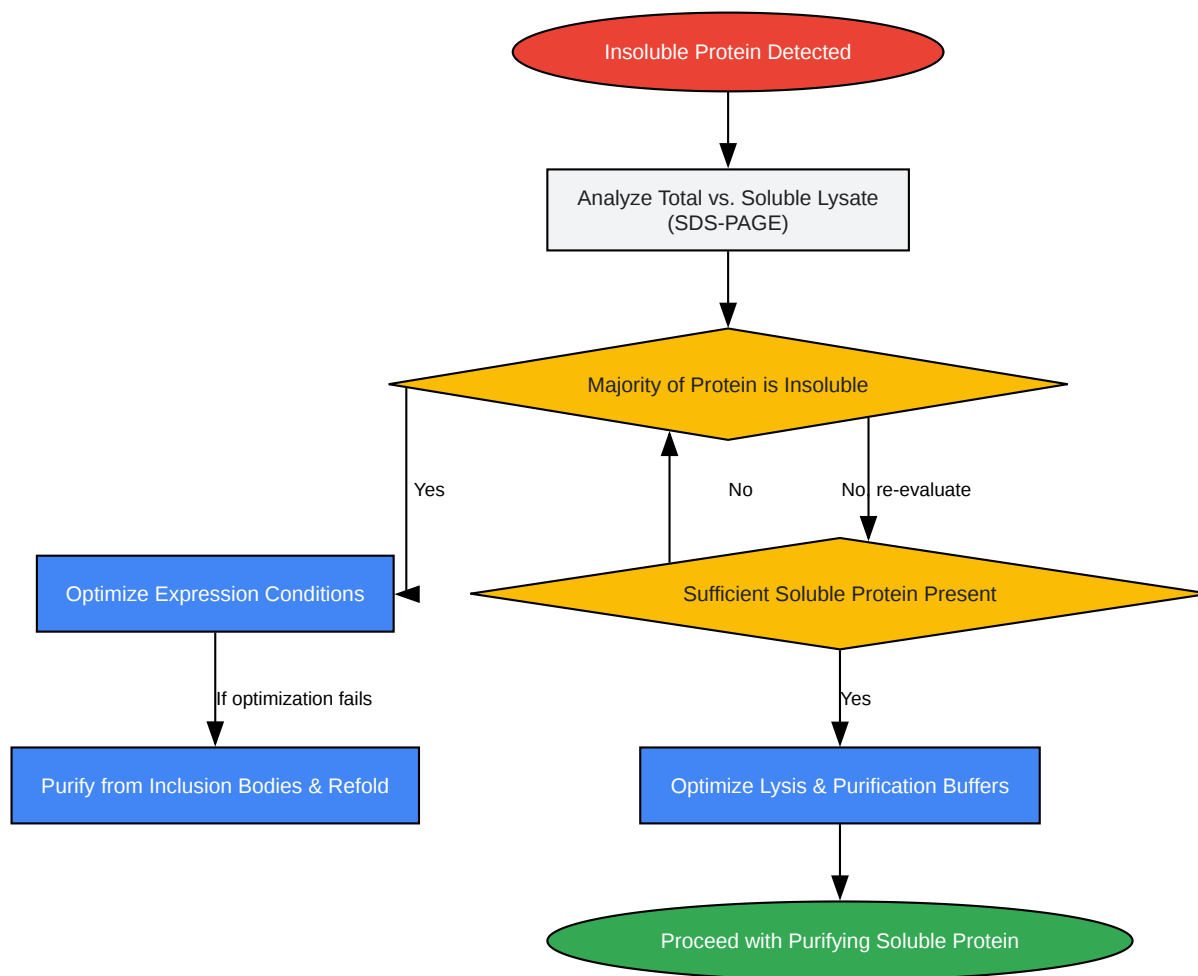 Insoluble Protein Detected
Analyze Total vs. Soluble Lysate
(SDS-PAGE)
Majority of Protein is Insoluble
Yes
No
No, re-evaluate
Optimize Expression Conditions
Sufficient Soluble Protein Present
If optimization fails
Yes
Purify from Inclusion Bodies & Refold
Optimize Lysis & Purification Buffers
Proceed with Purifying Soluble Protein